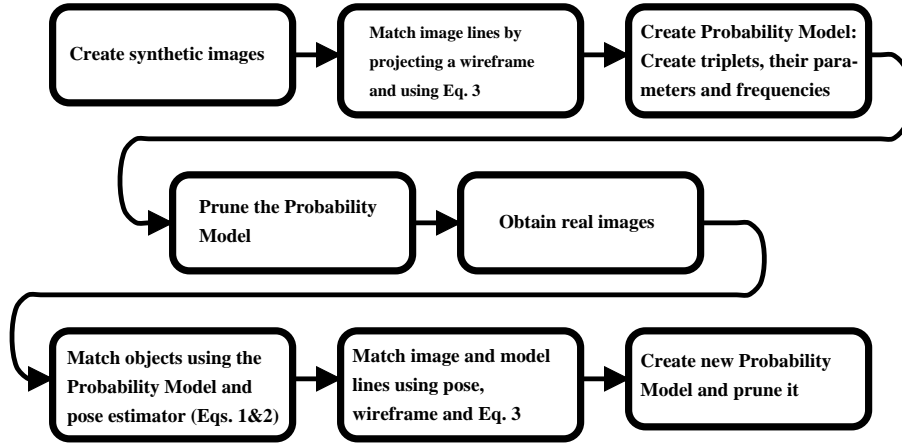 Create synthetic images
Match image lines by
projecting a wireframe
and using Eq. 3
Create Probability Model:
Create triplets, their para-
meters and frequencies
Prune the Probability
Model
Obtain real images
Match objects using the
Probability Model and
pose estimator (Eqs. 1&2)
Match image and model
lines using pose,
wireframe and Eq. 3
Create new Probability
Model and prune it